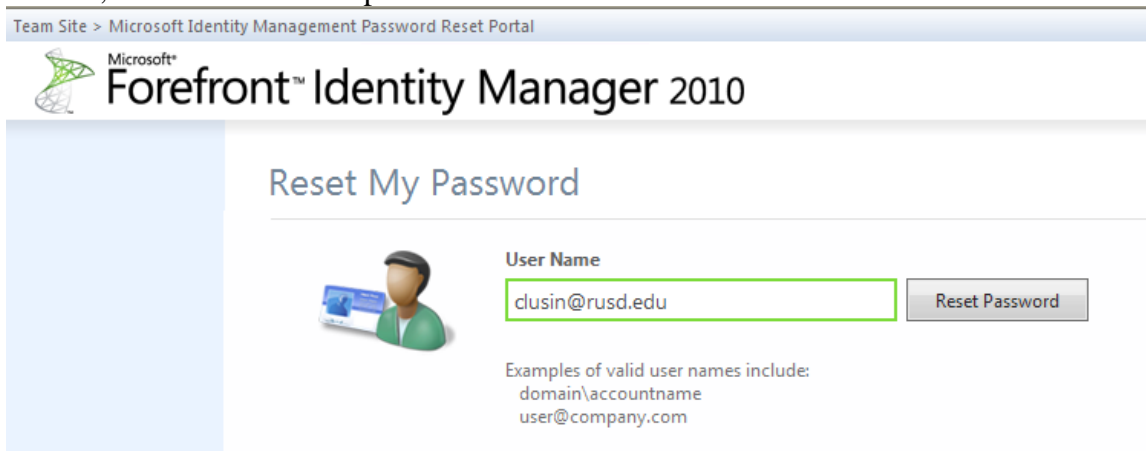 Team Site > Microsoft Identity Management Password Reset Portal
Microsoft®
Forefront™ Identity Manager 2010
Reset My Password
User Name
clusin@rusd.edu
Reset Password
Examples of valid user names include:
domain\accountname
user@company.com